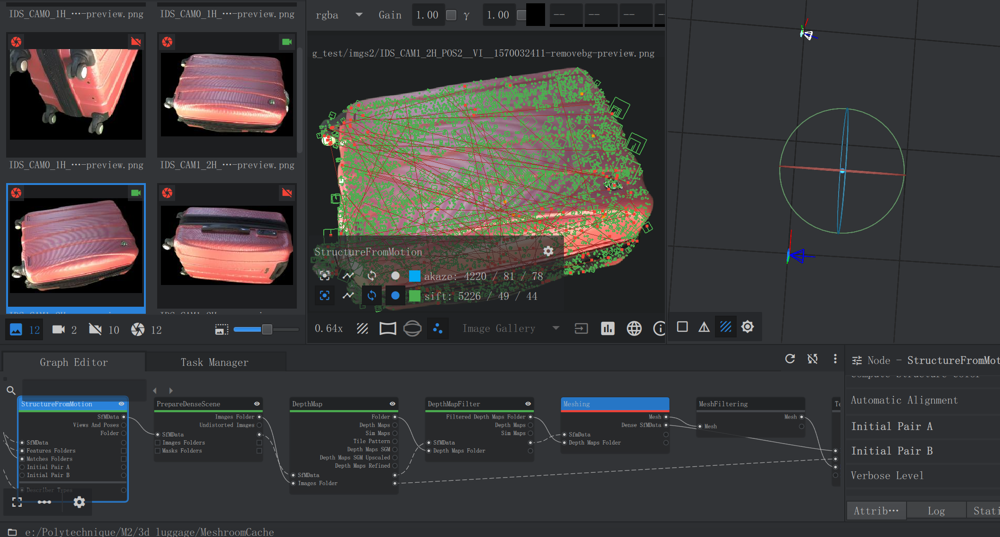 IDS_CAM0_1H_···-preview.png
IDS_CAM0_1H_···-preview.png
IDS_CAM0_1H_···-preview.png
IDS_CAM1_2H_···-preview.png
12
2
10
12
rgba
Gain
1.00
γ
1.00
--
--
--
g_test/imgs2/IDS_CAM1_2H_POS2__VI__1570032411-removebg-preview.png
StructureFromMotion
akaze: 4220 / 81 / 78
sift: 5226 / 49 / 44
0.64x
Image Gallery
Graph Editor
Task Manager
StructureFromMotion
SfMData
Views And Poses
Folder
SfMData
Features Folders
Matches Folders
Initial Pair A
Initial Pair B
Describer Types
PrepareDenseScene
Images Folder
Undistorted Images
SfMData
Images Folders
Masks Folders
DepthMap
Folder
Depth Maps
Sim Maps
Tile Pattern
Depth Maps SGM
Depth Maps SGM Upscaled
Depth Maps Refined
SfMData
Images Folder
DepthMapFilter
Filtered Depth Maps Folder
Depth Maps
Sim Maps
SfMData
Depth Maps Folder
Meshing
Mesh
Dense SfMData
SfmData
Depth Maps Folder
MeshFiltering
Mesh
Mesh
Te
Node - StructureFromMot
Automatic Alignment
Initial Pair A
Initial Pair B
Verbose Level
Attrib···
Log
Stati
e:/Polytechnique/M2/3d_luggage/MeshroomCache